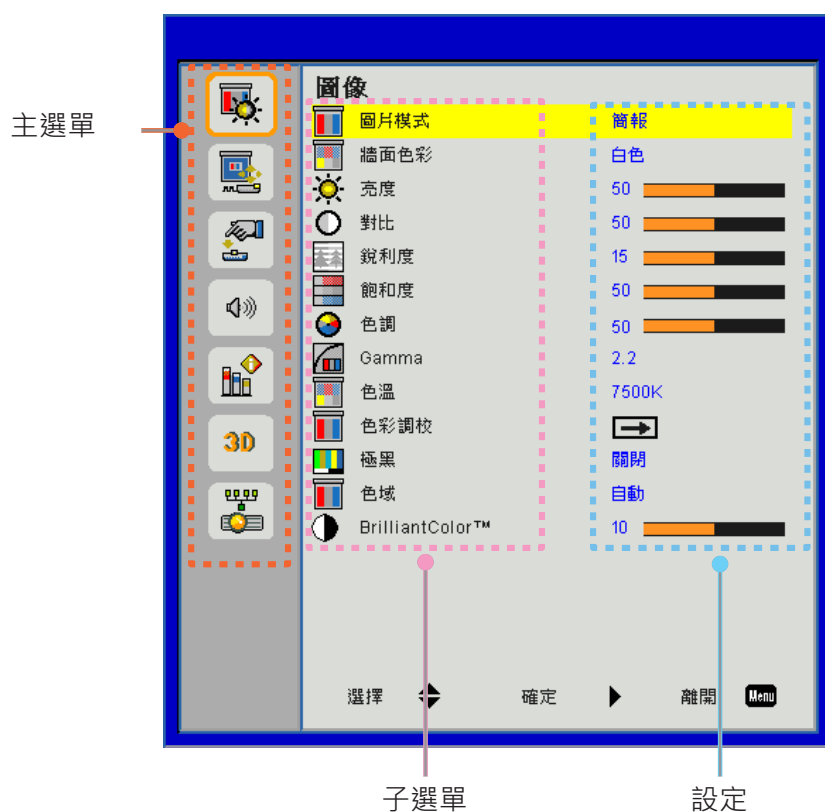 圖像
主選單
圖片模式 簡報
牆面色彩 白色
亮度 50
對比 50
銳利度 15
飽和度 50
色調 50
Gamma 2.2
色溫 7500K
色彩調校
極黑 關閉
色域 自動
BrilliantColor™ 10
3D
選擇 確定 離開 Menu
子選單 設定